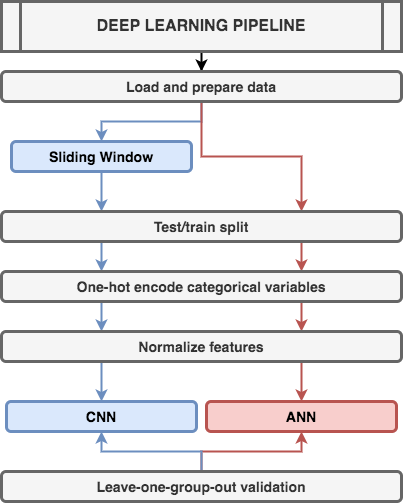 DEEP LEARNING PIPELINE
Load and prepare data
Sliding Window
Test/train split
One-hot encode categorical variables
Normalize features
CNN
ANN
Leave-one-group-out validation